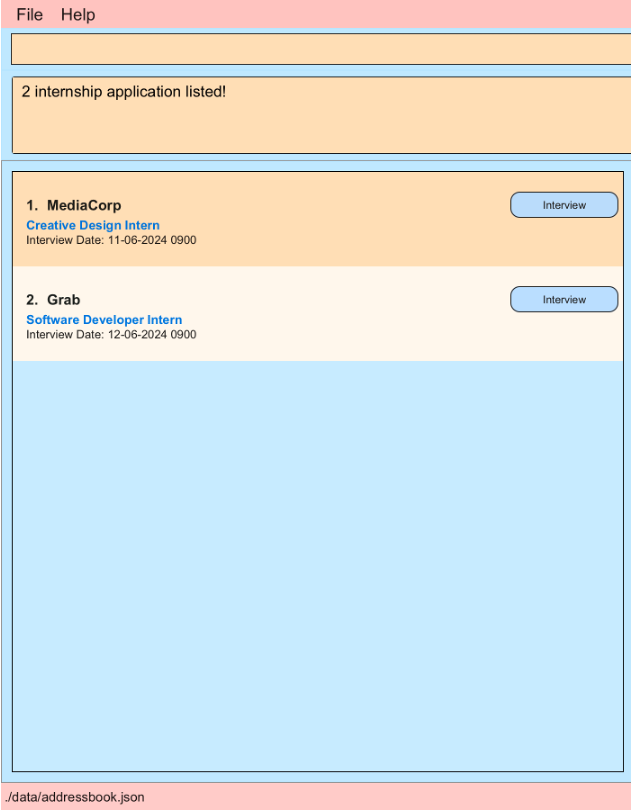 File Help
2 internship application listed!
1. MediaCorp
Interview
Creative Design Intern
Interview Date: 11-06-2024 0900
2. Grab
Interview
Software Developer Intern
Interview Date: 12-06-2024 0900
./data/addressbook.json